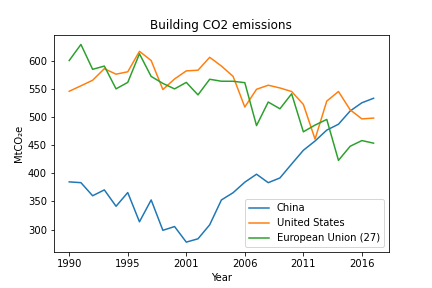 Building CO2 emissions
MtCO₂e
600
550
500
450
400
350
300
China
United States
European Union (27)
1990
1995
2001
2006
2011
2017
Year